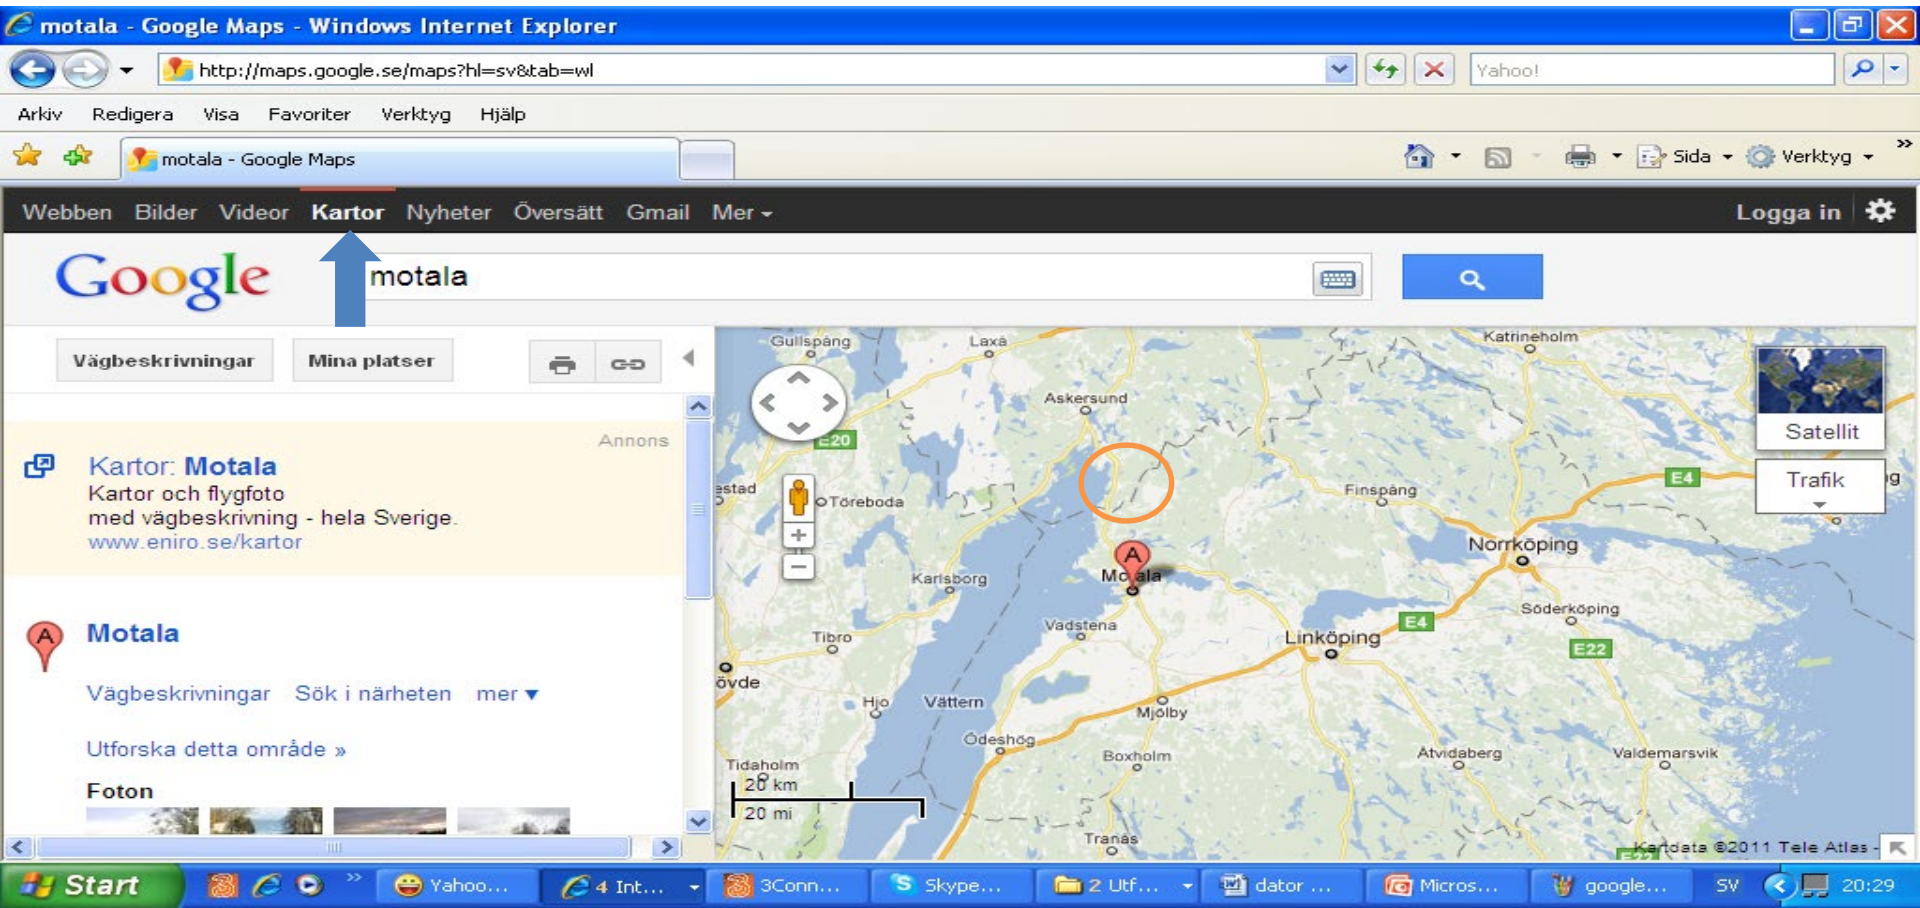 motala - Google Maps - Windows Internet Explorer
http://maps.google.se/maps?hl=sv&tab=wl
Yahoo!
Arkiv Redigera Visa Favoriter Verktyg Hjälp
motala - Google Maps
Sida Verktyg »
Webben Bilder Videor Kartor Nyheter Översätt Gmail Mer
Logga in
Google
motala
Vägbeskrivningar Mina platser
Annons
Kartor: Motala
Kartor och flygfoto
med vägbeskrivning - hela Sverige.
www.eniro.se/kartor
A
Motala
Vägbeskrivningar Sök i närheten mer
Utforska detta område »
Foton
Gullspång
Laxå
Katrineholm
Askersund
Satellit
E20
E4
Trafik
Finspång
Töreboda
Norrköping
A
Karlsborg
Motala
Söderköping
Vadstena
E4
Tibro
Linköping
E22
övde
Hjo
Vättern
Mjölby
Ödeshög
Boxholm
Åtvidaberg
Valdemarsvik
Tidaholm
20 km
20 mi
Tranås
E22
Kartdata ©2011 Tele Atlas -
Start
»
Yahoo...
4 Int...
3Conn...
Skype...
2 Utf...
dator ...
Micros...
google...
SV
20:29